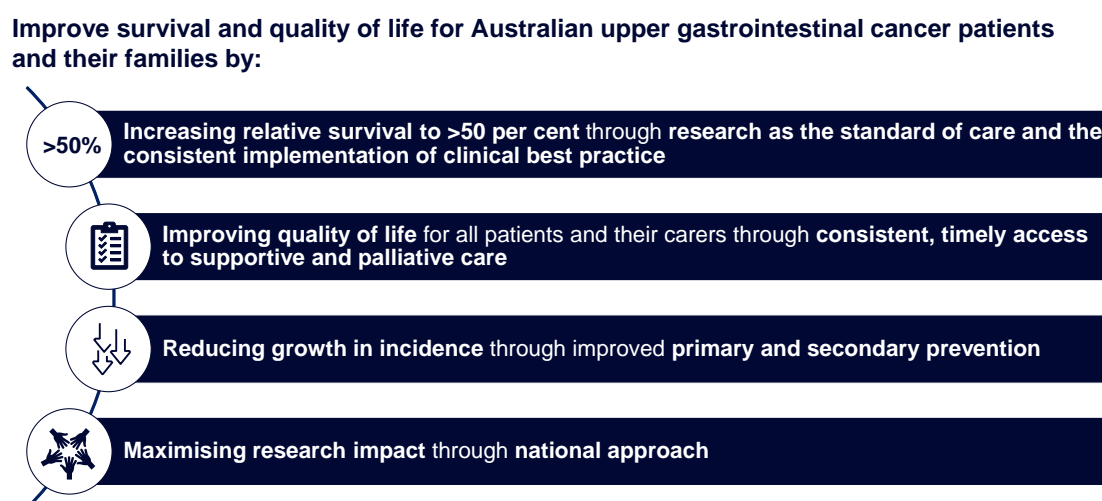 Improve survival and quality of life for Australian upper gastrointestinal cancer patients
and their families by:
>50%
Increasing relative survival to >50 per cent through research as the standard of care and the
consistent implementation of clinical best practice
Improving quality of life for all patients and their carers through consistent, timely access
to supportive and palliative care
Reducing growth in incidence through improved primary and secondary prevention
Maximising research impact through national approach